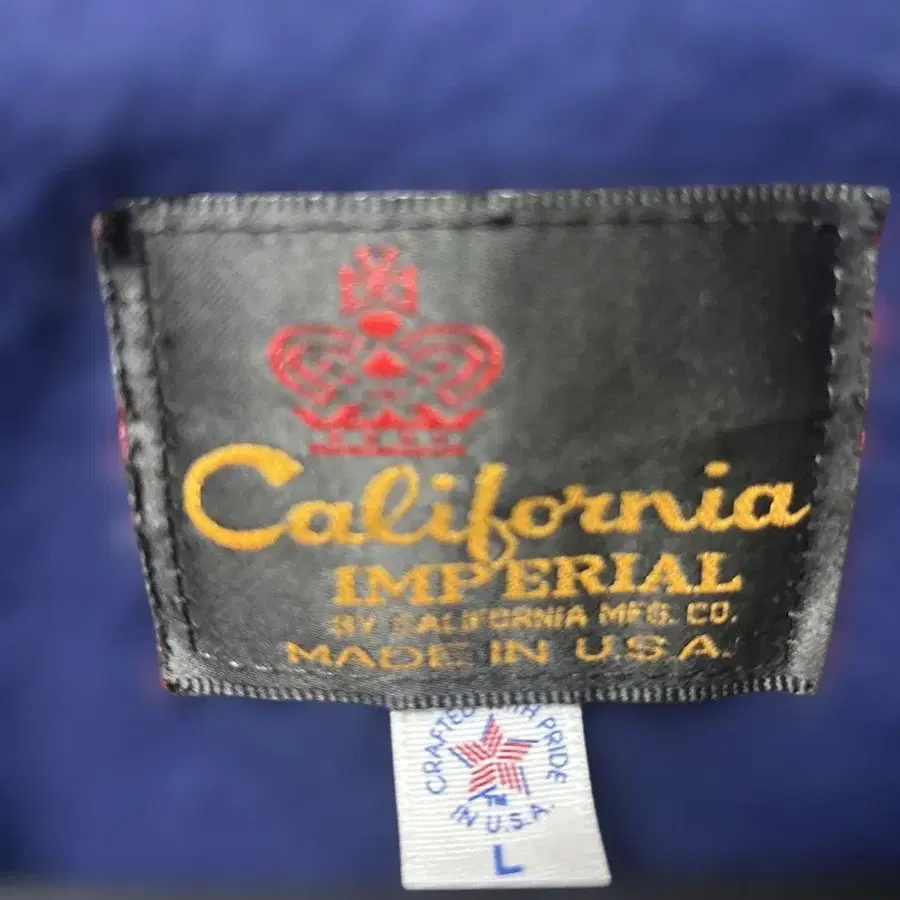 California
IMPERIAL
BY CALIFORNIA MFG. CO.
MADE IN U.S.A.
CRAFTED WITH PRIDE
IN U.S.A.
L